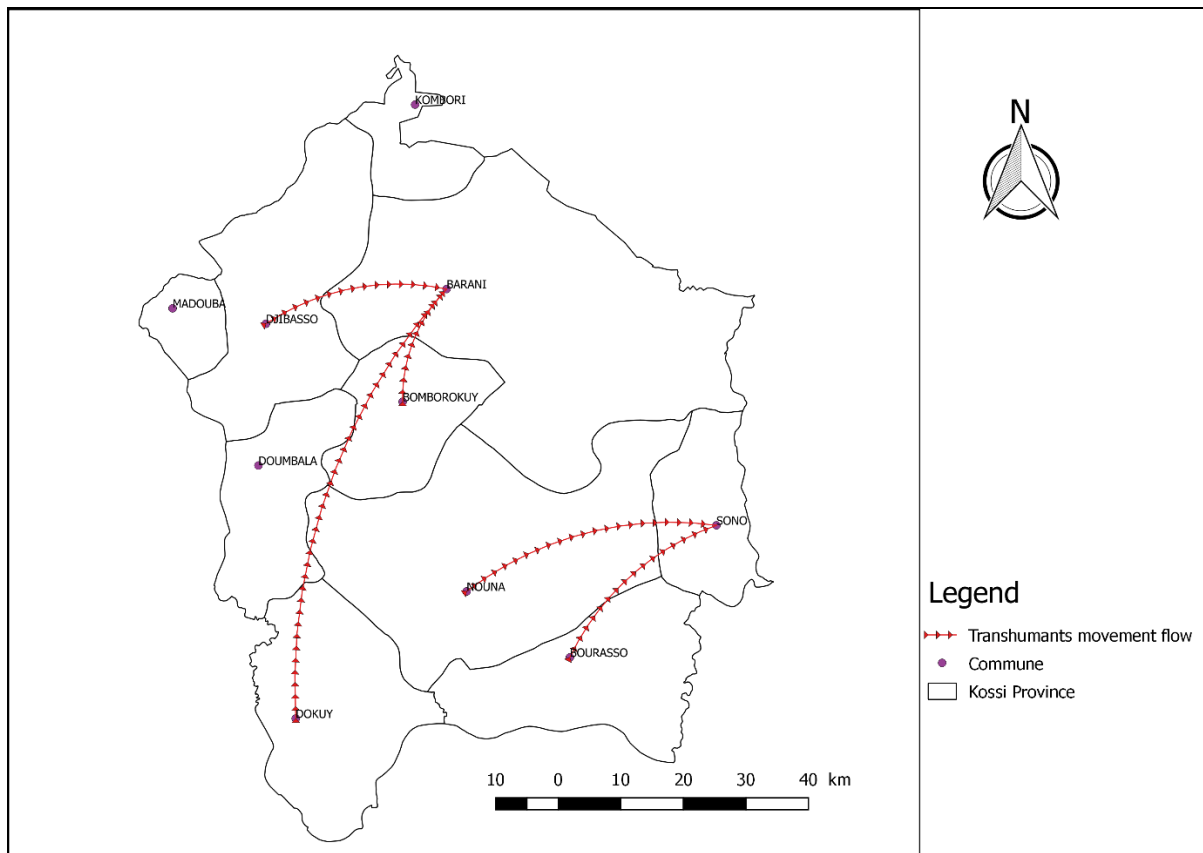 KOMBORI
N
BARANI
MADOUBA
DJIBASSO
BOMBOROKUY
DOUMBALA
SONO
NOUNA
BOURASSO
DOKUY
10 0 10 20 30 40 km
Legend
Transhumants movement flow
Commune
Kossi Province